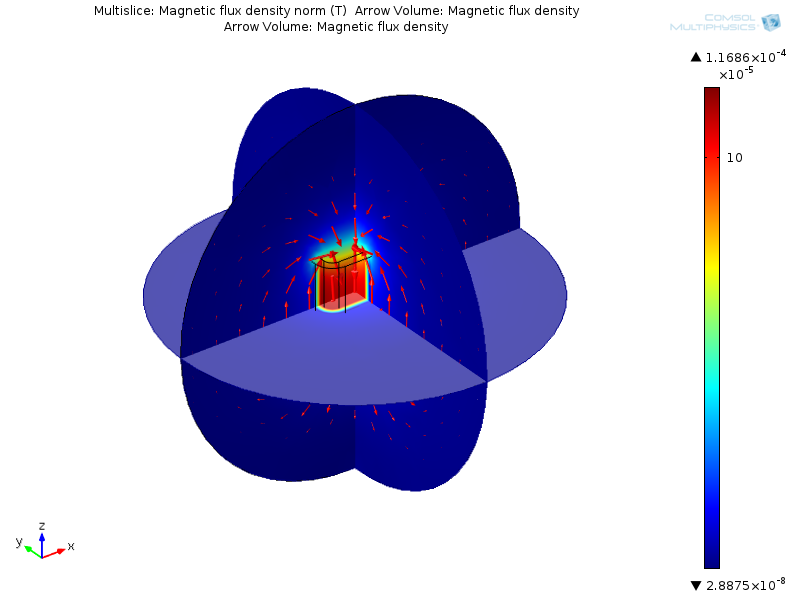 Multislice: Magnetic flux density norm (T)  Arrow Volume: Magnetic flux density
Arrow Volume: Magnetic flux density
COMSOL
MULTIPHYSICS
▲ 1.1686×10⁻⁴
×10⁻⁵
10
z
y
x
▼ 2.8875×10⁻⁸